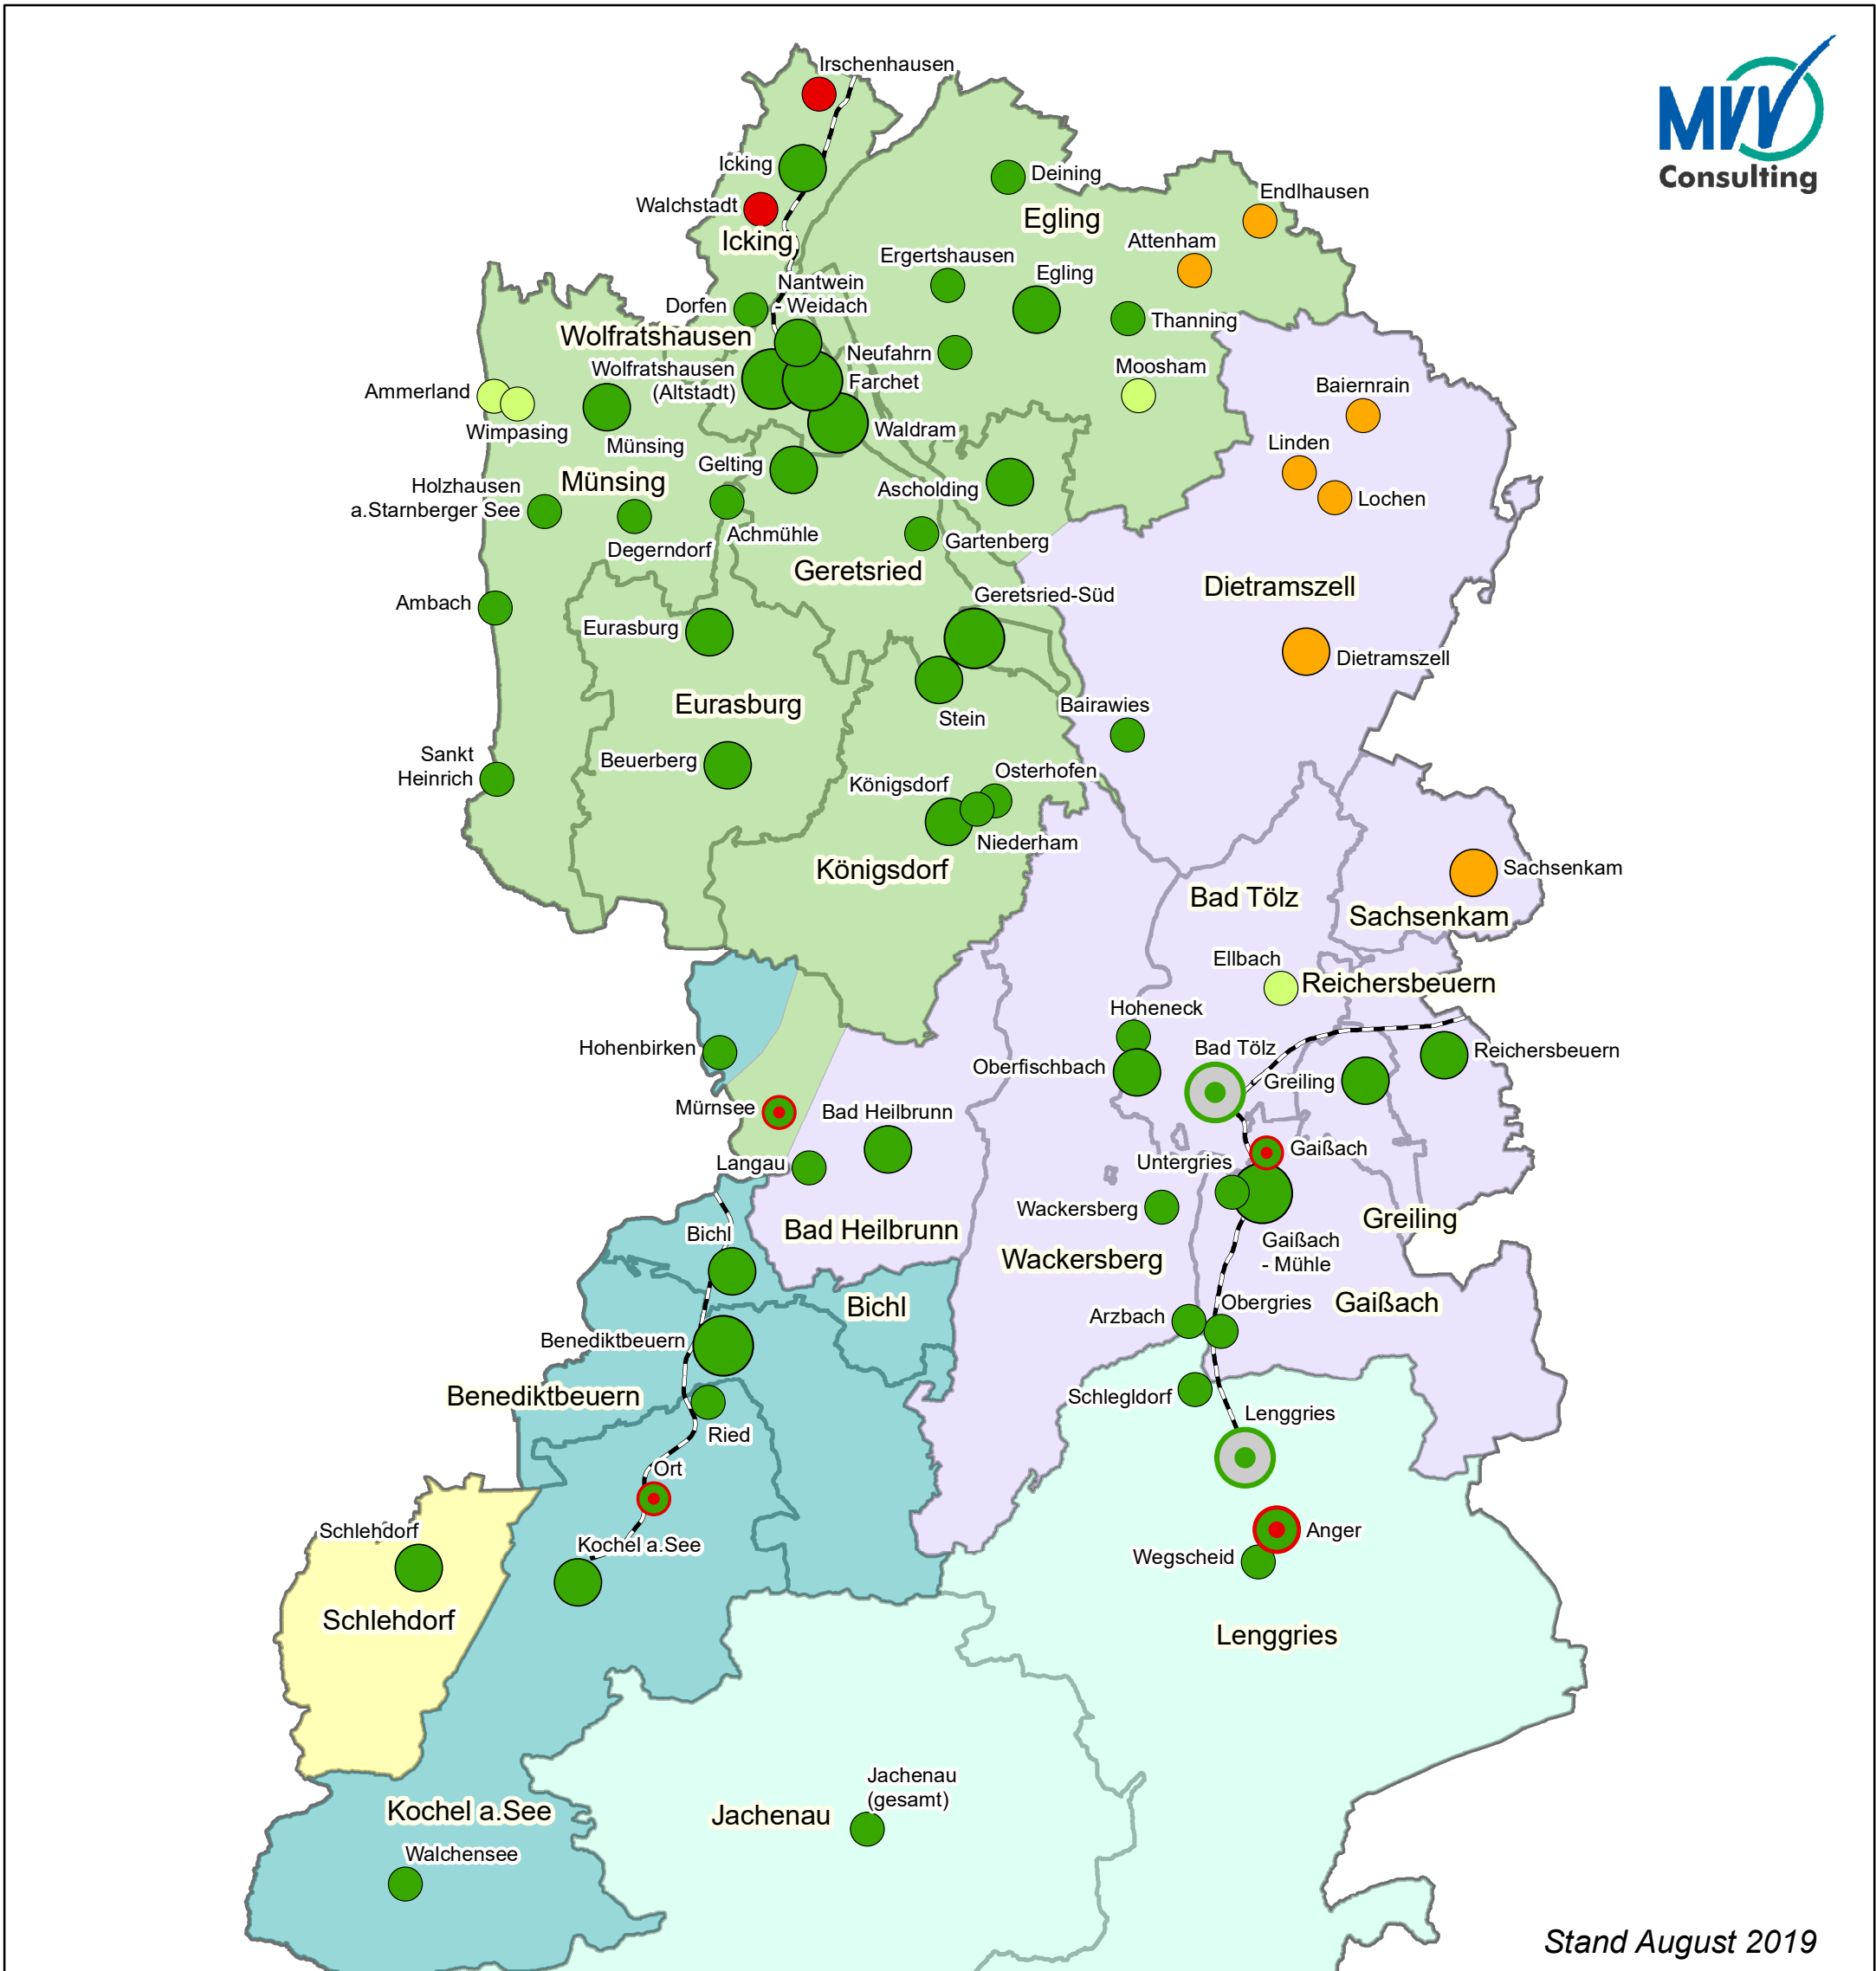 Irschenhausen
MVV
Consulting
Icking
Deining
Endlhausen
Walchstadt
Egling
Icking
Attenham
Ergertshausen
Egling
Nantwein
- Weidach
Dorfen
Thanning
Wolfratshausen
Neufahrn
Moosham
Wolfratshausen
(Altstadt)
Farchet
Baiernrain
Ammerland
Wimpasing
Waldram
Münsing
Linden
Gelting
Münsing
Ascholding
Holzhausen
a.Starnberger See
Lochen
Achmühle
Degerndorf
Gartenberg
Geretsried
Dietramszell
Geretsried-Süd
Ambach
Eurasburg
Dietramszell
Eurasburg
Bairawies
Stein
Sankt
Heinrich
Beuerberg
Osterhofen
Königsdorf
Niederham
Königsdorf
Sachsenkam
Bad Tölz
Sachsenkam
Ellbach
Reichersbeuern
Hoheneck
Hohenbirken
Bad Tölz
Reichersbeuern
Oberfischbach
Greiling
Mürnsee
Bad Heilbrunn
Gaißach
Langau
Untergries
Wackersberg
Greiling
Bichl
Bad Heilbrunn
Gaißach
- Mühle
Wackersberg
Bichl
Obergries
Gaißach
Arzbach
Benediktbeuern
Benediktbeuern
Schlegldorf
Lenggries
Ried
Ort
Schlehdorf
Kochel a.See
Anger
Wegscheid
Schlehdorf
Lenggries
Jachenau
(gesamt)
Kochel a.See
Jachenau
Walchensee
Stand August 2019